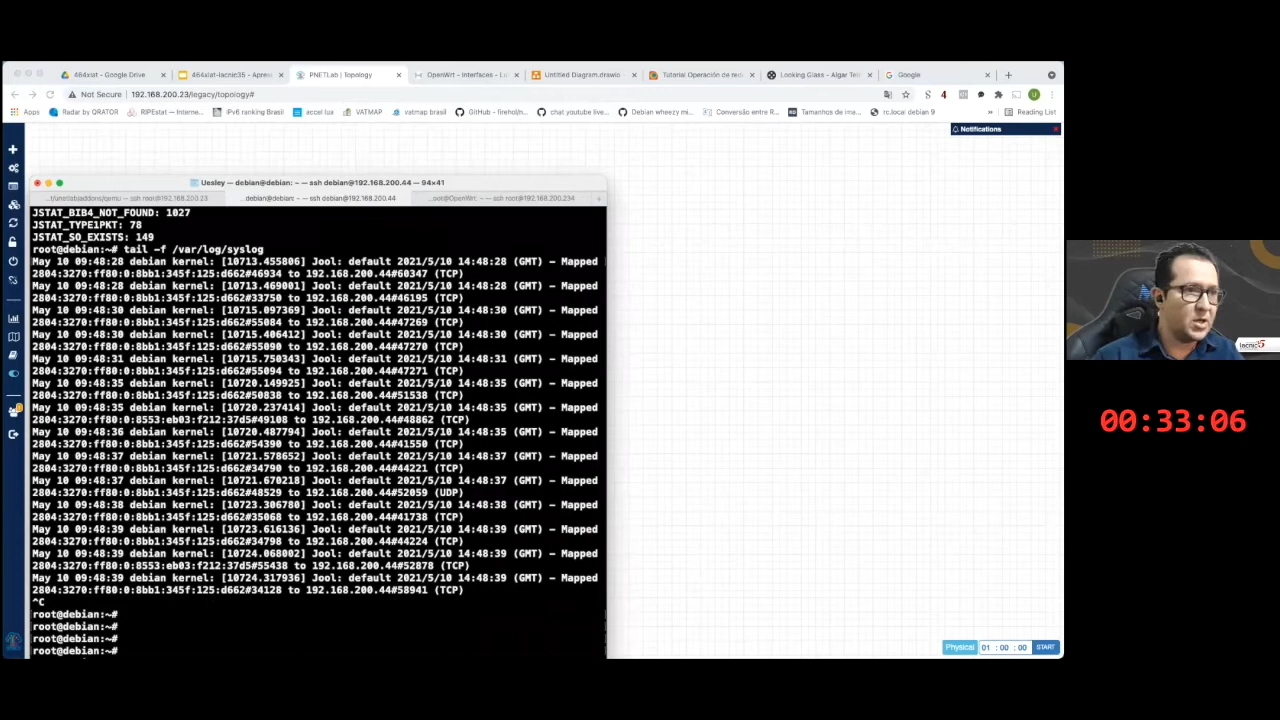 464xlat - Google Drive
464xlat-lacnic35 - Apres
PNETLab | Topology
OpenWrt - Interfaces - Lu
Untitled Diagram.drawio
Tutorial Operación de red
Looking Glass - Algar Tel
Google
Not Secure
192.168.200.23/legacy/topology#
Apps
Radar by QRATOR
RIPEstat — Interne...
IPv6 ranking Brasil
accel lux
VATMAP
vatmap brasil
GitHub - firehol/h...
chat youtube live...
Debian wheezy mi...
Conversão entre R...
Tamanhos de ima...
rc.local debian 9
Reading List
Notifications
Uesley — debian@debian: ~ — ssh debian@192.168.200.44 — 94×41
...t/unetlab/addons/qemu — ssh root@192.168.200.23
...debian@debian: ~ — ssh debian@192.168.200.44
...oot@OpenWrt: ~ — ssh root@192.168.200.234
JSTAT_BIB4_NOT_FOUND: 1027
JSTAT_TYPE1PKT: 78
JSTAT_SO_EXISTS: 149
root@debian:~# tail -f /var/log/syslog
May 10 09:48:28 debian kernel: [10713.455806] Jool: default 2021/5/10 14:48:28 (GMT) - Mapped
2804:3270:ff80:0:8bb1:345f:125:d662#46934 to 192.168.200.44#60347 (TCP)
May 10 09:48:28 debian kernel: [10713.469001] Jool: default 2021/5/10 14:48:28 (GMT) - Mapped
2804:3270:ff80:0:8bb1:345f:125:d662#33750 to 192.168.200.44#46195 (TCP)
May 10 09:48:30 debian kernel: [10715.097369] Jool: default 2021/5/10 14:48:30 (GMT) - Mapped
2804:3270:ff80:0:8bb1:345f:125:d662#55084 to 192.168.200.44#47269 (TCP)
May 10 09:48:30 debian kernel: [10715.406412] Jool: default 2021/5/10 14:48:30 (GMT) - Mapped
2804:3270:ff80:0:8bb1:345f:125:d662#55090 to 192.168.200.44#47270 (TCP)
May 10 09:48:31 debian kernel: [10715.750343] Jool: default 2021/5/10 14:48:31 (GMT) - Mapped
2804:3270:ff80:0:8bb1:345f:125:d662#55094 to 192.168.200.44#47271 (TCP)
May 10 09:48:35 debian kernel: [10720.149925] Jool: default 2021/5/10 14:48:35 (GMT) - Mapped
2804:3270:ff80:0:8bb1:345f:125:d662#50838 to 192.168.200.44#51538 (TCP)
May 10 09:48:35 debian kernel: [10720.237414] Jool: default 2021/5/10 14:48:35 (GMT) - Mapped
2804:3270:ff80:0:8553:eb03:f212:37d5#49108 to 192.168.200.44#48862 (TCP)
May 10 09:48:36 debian kernel: [10720.487794] Jool: default 2021/5/10 14:48:35 (GMT) - Mapped
2804:3270:ff80:0:8bb1:345f:125:d662#54390 to 192.168.200.44#41550 (TCP)
May 10 09:48:37 debian kernel: [10721.578652] Jool: default 2021/5/10 14:48:37 (GMT) - Mapped
2804:3270:ff80:0:8bb1:345f:125:d662#34790 to 192.168.200.44#44221 (TCP)
May 10 09:48:37 debian kernel: [10721.670218] Jool: default 2021/5/10 14:48:37 (GMT) - Mapped
2804:3270:ff80:0:8bb1:345f:125:d662#48529 to 192.168.200.44#52059 (UDP)
May 10 09:48:38 debian kernel: [10723.306780] Jool: default 2021/5/10 14:48:38 (GMT) - Mapped
2804:3270:ff80:0:8bb1:345f:125:d662#35068 to 192.168.200.44#41738 (TCP)
May 10 09:48:39 debian kernel: [10723.616136] Jool: default 2021/5/10 14:48:39 (GMT) - Mapped
2804:3270:ff80:0:8bb1:345f:125:d662#34798 to 192.168.200.44#44224 (TCP)
May 10 09:48:39 debian kernel: [10724.068002] Jool: default 2021/5/10 14:48:39 (GMT) - Mapped
2804:3270:ff80:0:8553:eb03:f212:37d5#55438 to 192.168.200.44#52878 (TCP)
May 10 09:48:39 debian kernel: [10724.317936] Jool: default 2021/5/10 14:48:39 (GMT) - Mapped
2804:3270:ff80:0:8bb1:345f:125:d662#34128 to 192.168.200.44#58941 (TCP)
^C
root@debian:~#
root@debian:~#
root@debian:~#
root@debian:~#
Physical
01 : 00 : 00
START
lacnic35
00:33:06